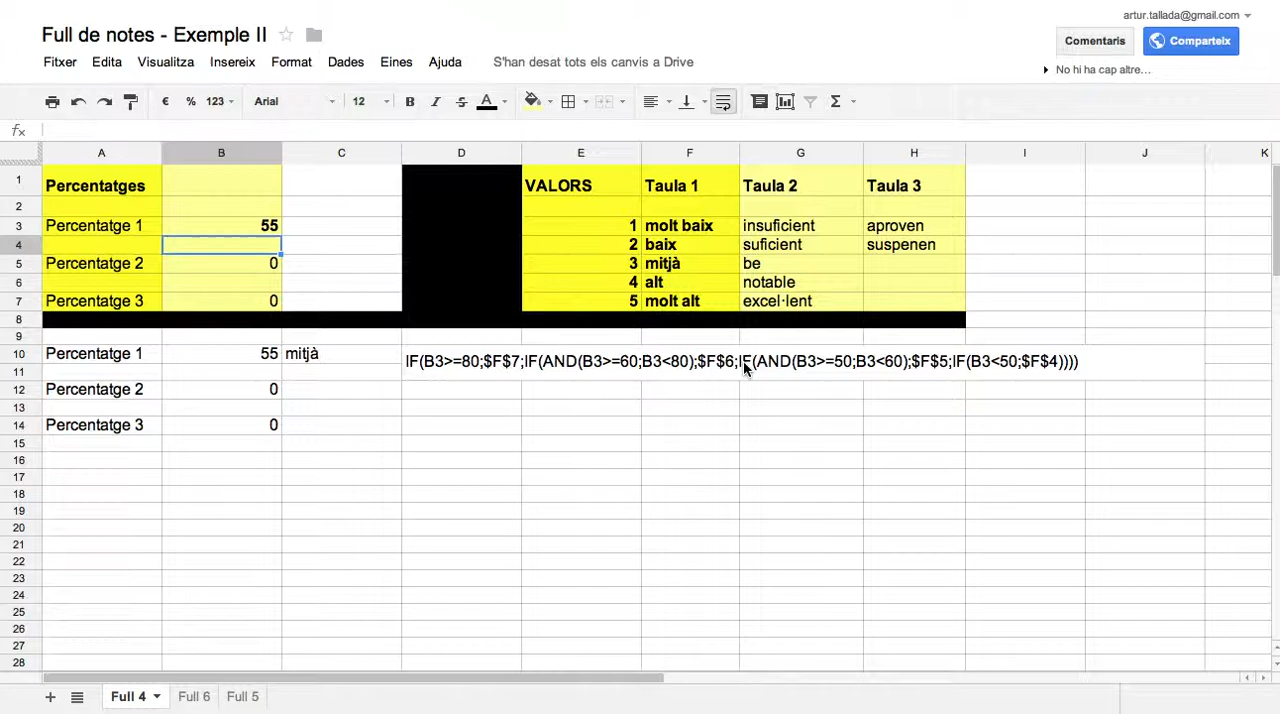 artur.tallada@gmail.com
Full de notes - Exemple II
Comentaris
Comparteix
Fitxer Edita Visualitza Insereix Format Dades Eines Ajuda S'han desat tots els canvis a Drive
No hi ha cap altre…
€ % 123 Arial 12 B I S A Σ
fx
A B C D E F G H I J K
1 Percentatges VALORS Taula 1 Taula 2 Taula 3
2
3 Percentatge 1 55 1 molt baix insuficient aproven
4 2 baix suficient suspenen
5 Percentatge 2 0 3 mitjà be
6 4 alt notable
7 Percentatge 3 0 5 molt alt excel·lent
8
9
10 Percentatge 1 55 mitjà
IF(B3>=80;$F$7;IF(AND(B3>=60;B3<80);$F$6;IF(AND(B3>=50;B3<60);$F$5;IF(B3<50;$F$4))))
11
12 Percentatge 2 0
13
14 Percentatge 3 0
15
16
17
18
19
20
21
22
23
24
25
26
27
28
+ Full 4 Full 6 Full 5